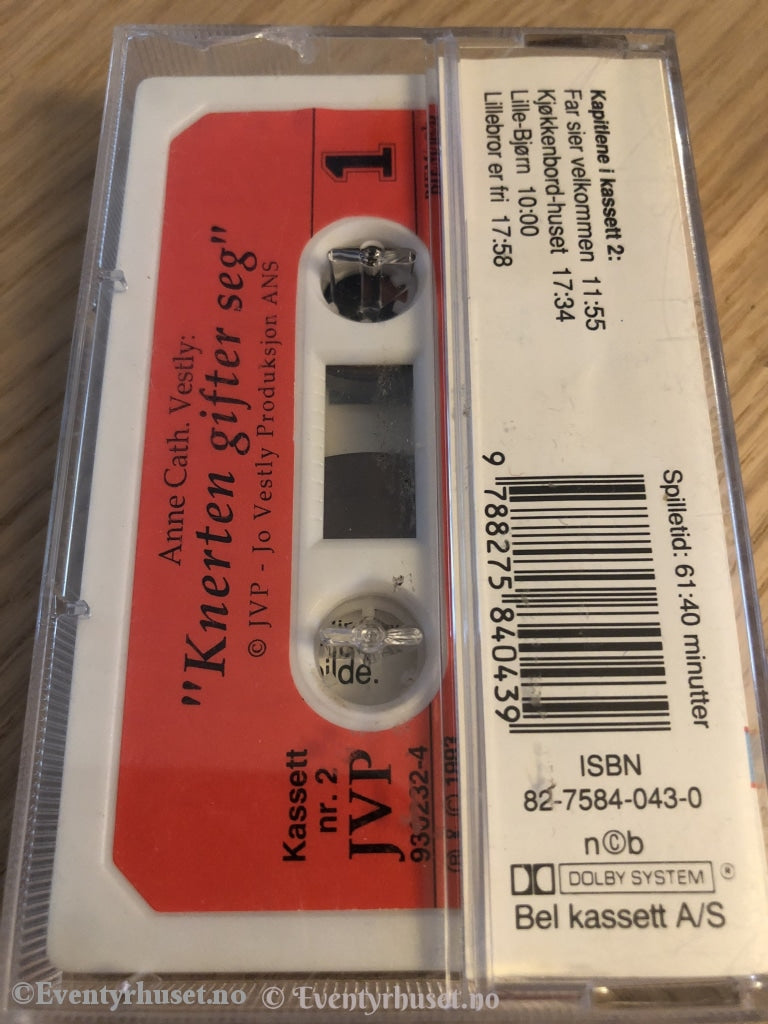 Kapitlene i kassett 2:
Far sier velkommen 11:55
Kjøkkenbord-huset 17:34
Lille-Bjørn 10:00
Lillebror er fri 17:58
Spilletid: 61:40 minutter
9 788275 840439
ISBN
82-7584-043-0
n©b
DOLBY SYSTEM ®
Bel kassett A/S
1
Anne Cath. Vestly:
"Knerten gifter seg"
© JVP - Jo Vestly Produksjon ANS
de.
Kassett
nr. 2
JVP
©Eventyrhuset.no © Eventyrhuset.no